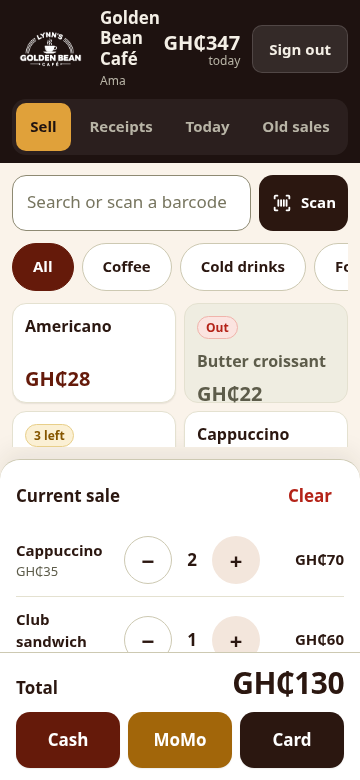 LYNN'S
GOLDEN BEAN
CAFÉ
Golden
Bean
Café
Ama
GH₵347
today
Sign out
Sell
Receipts
Today
Old sales
Search or scan a barcode
Scan
All
Coffee
Cold drinks
Fo
Americano
GH₵28
Out
Butter croissant
GH₵22
3 left
Cappuccino
Current sale
Clear
Cappuccino
GH₵35
−
2
+
GH₵70
Club
sandwich
−
1
+
GH₵60
Total
GH₵130
Cash
MoMo
Card